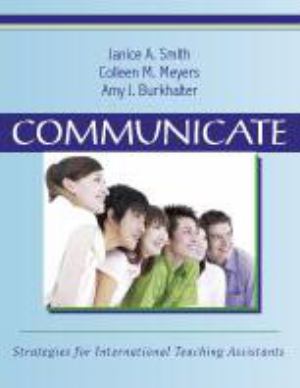 Janice A. Smith
Colleen M. Meyers
Amy J. Burkhalter
COMMUNICATE
Strategies for International Teaching Assistants